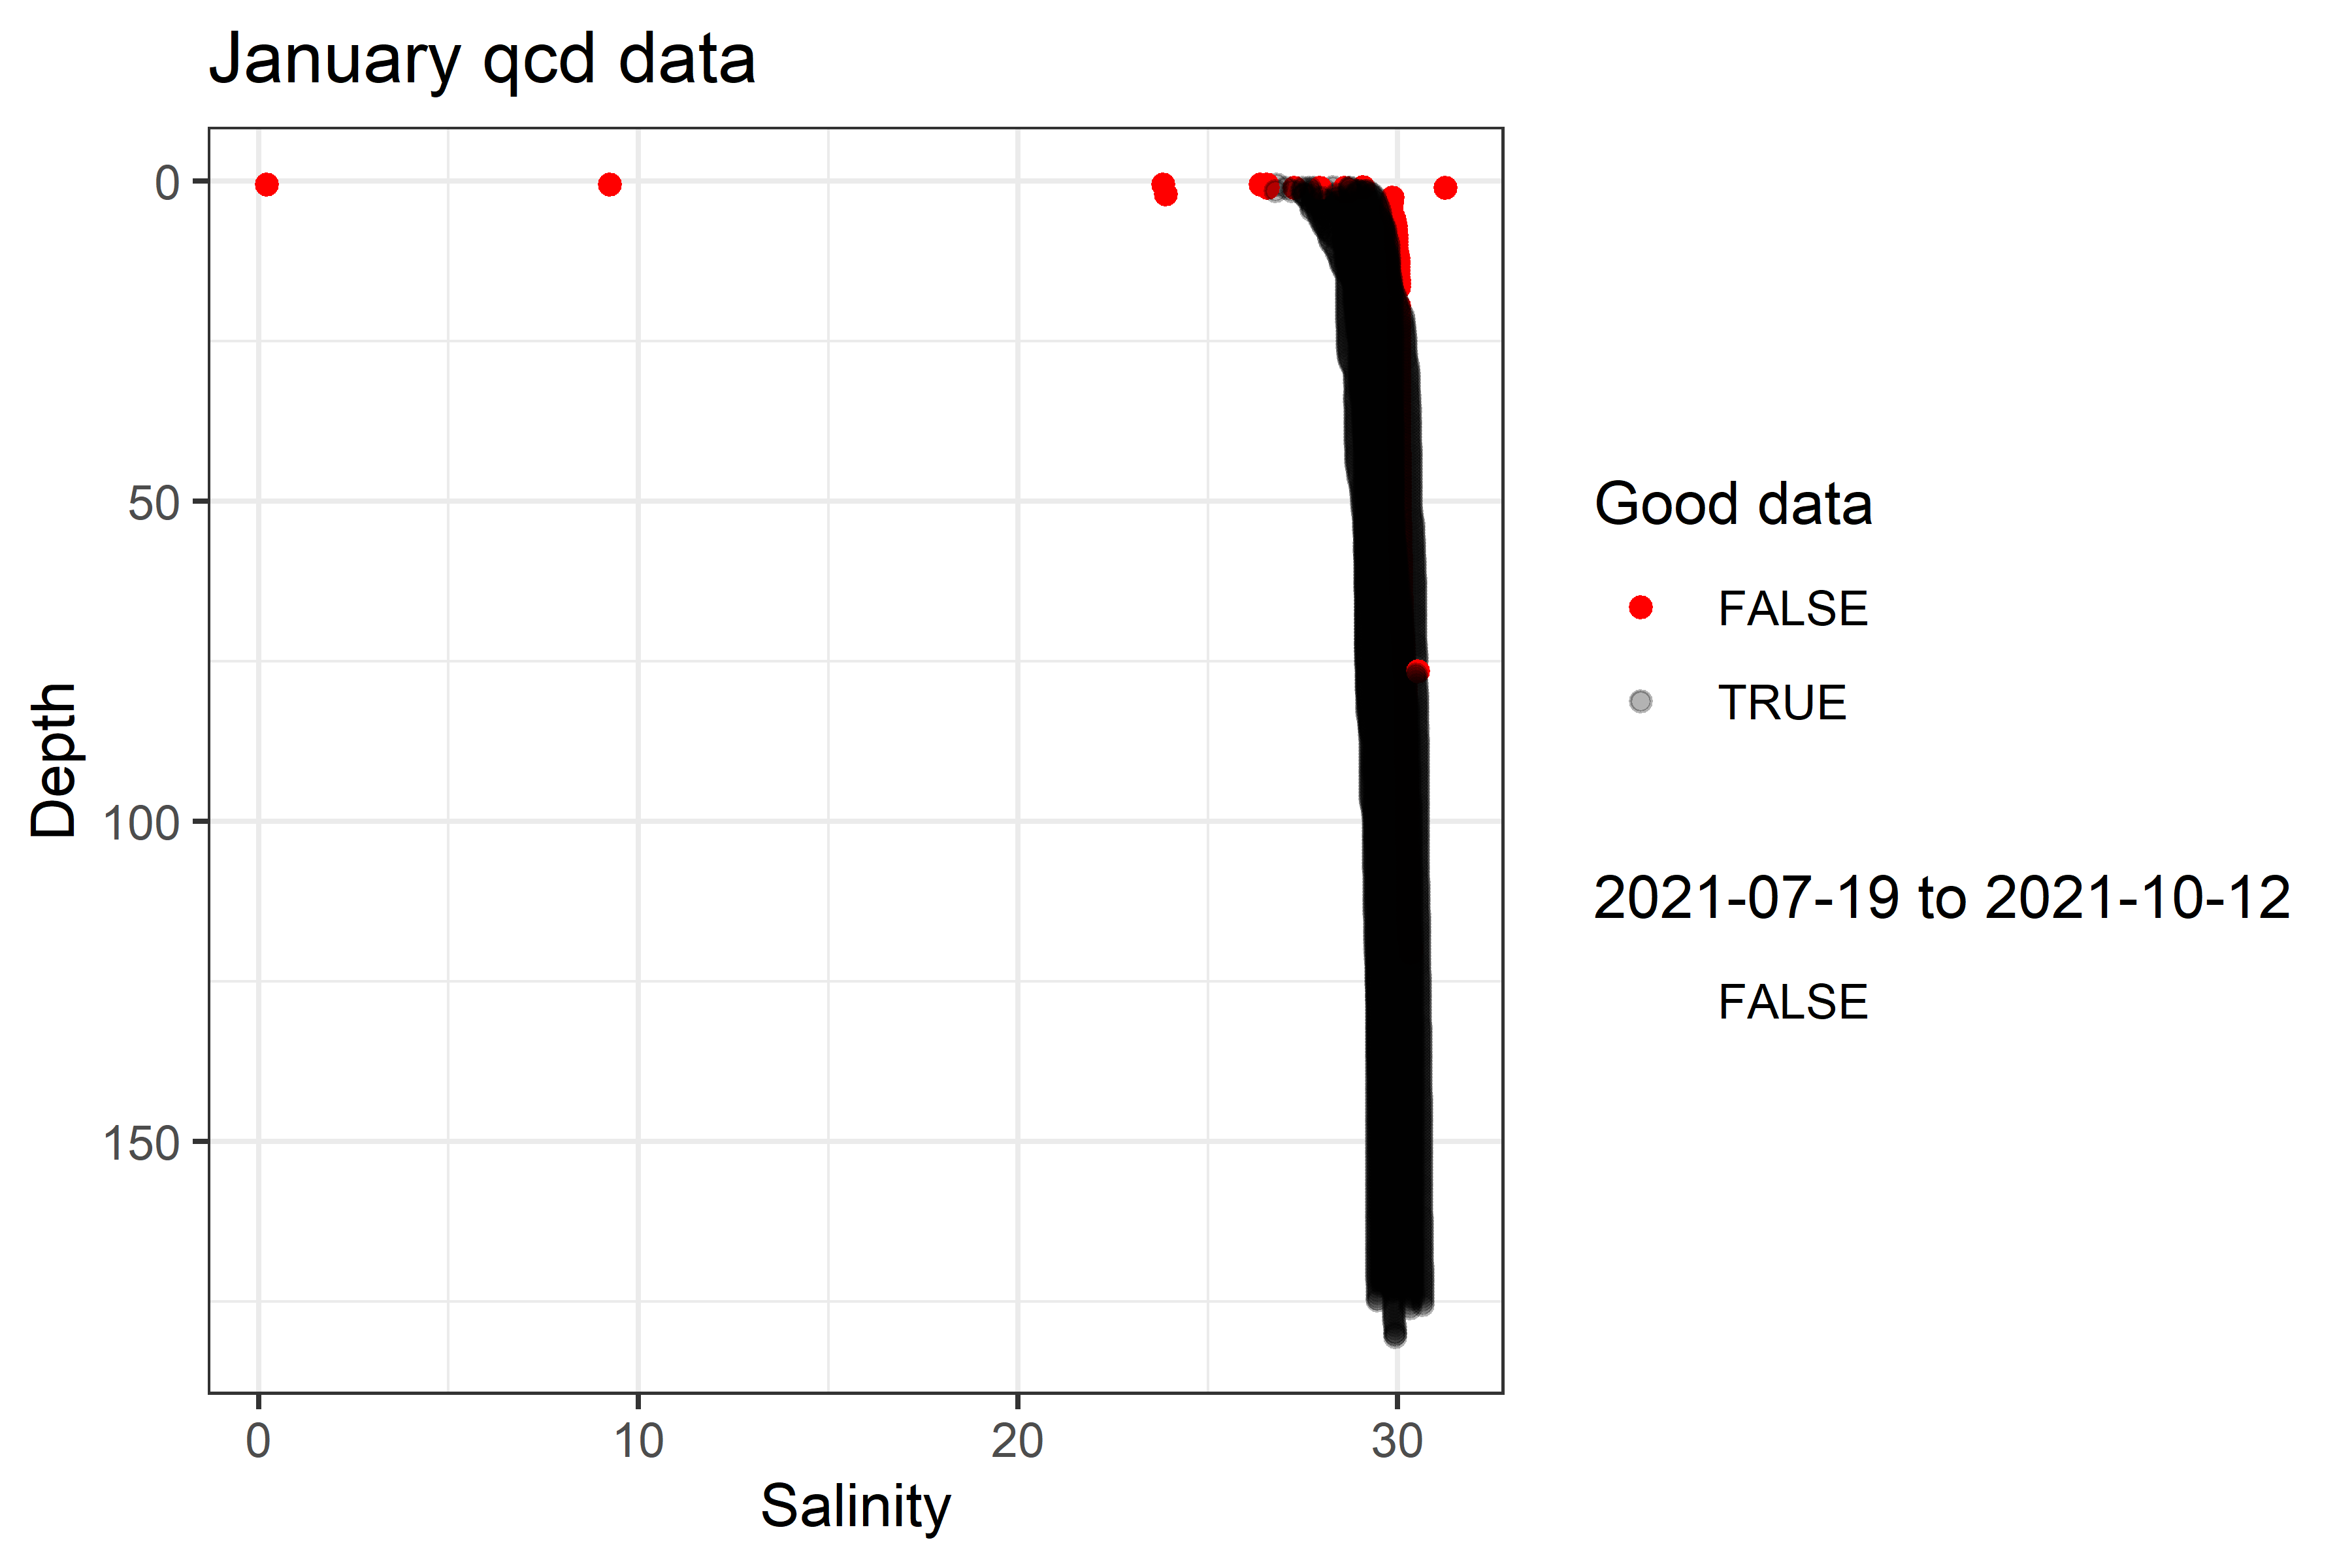 January qcd data
0
50
100
150
Depth
0 10 20 30
Salinity
Good data
FALSE
TRUE
2021-07-19 to 2021-10-12
FALSE